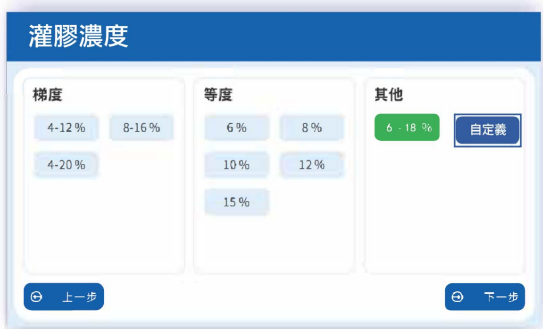 灌膠濃度
梯度
4-12 %
8-16 %
4-20 %
等度
6 %
8 %
10 %
12 %
15 %
其他
6 - 18 %
自定義
上一步
下一步